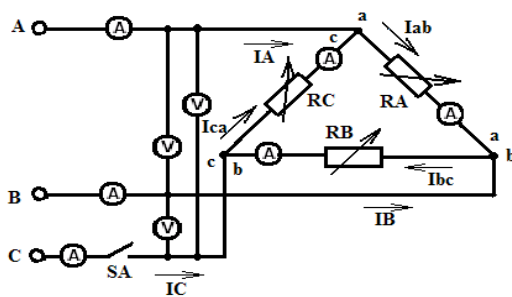 a
A A c IA A Iab
V Ica RC RA A
V c b A RB a b
Ibc
B A
V IB
C A SA IC